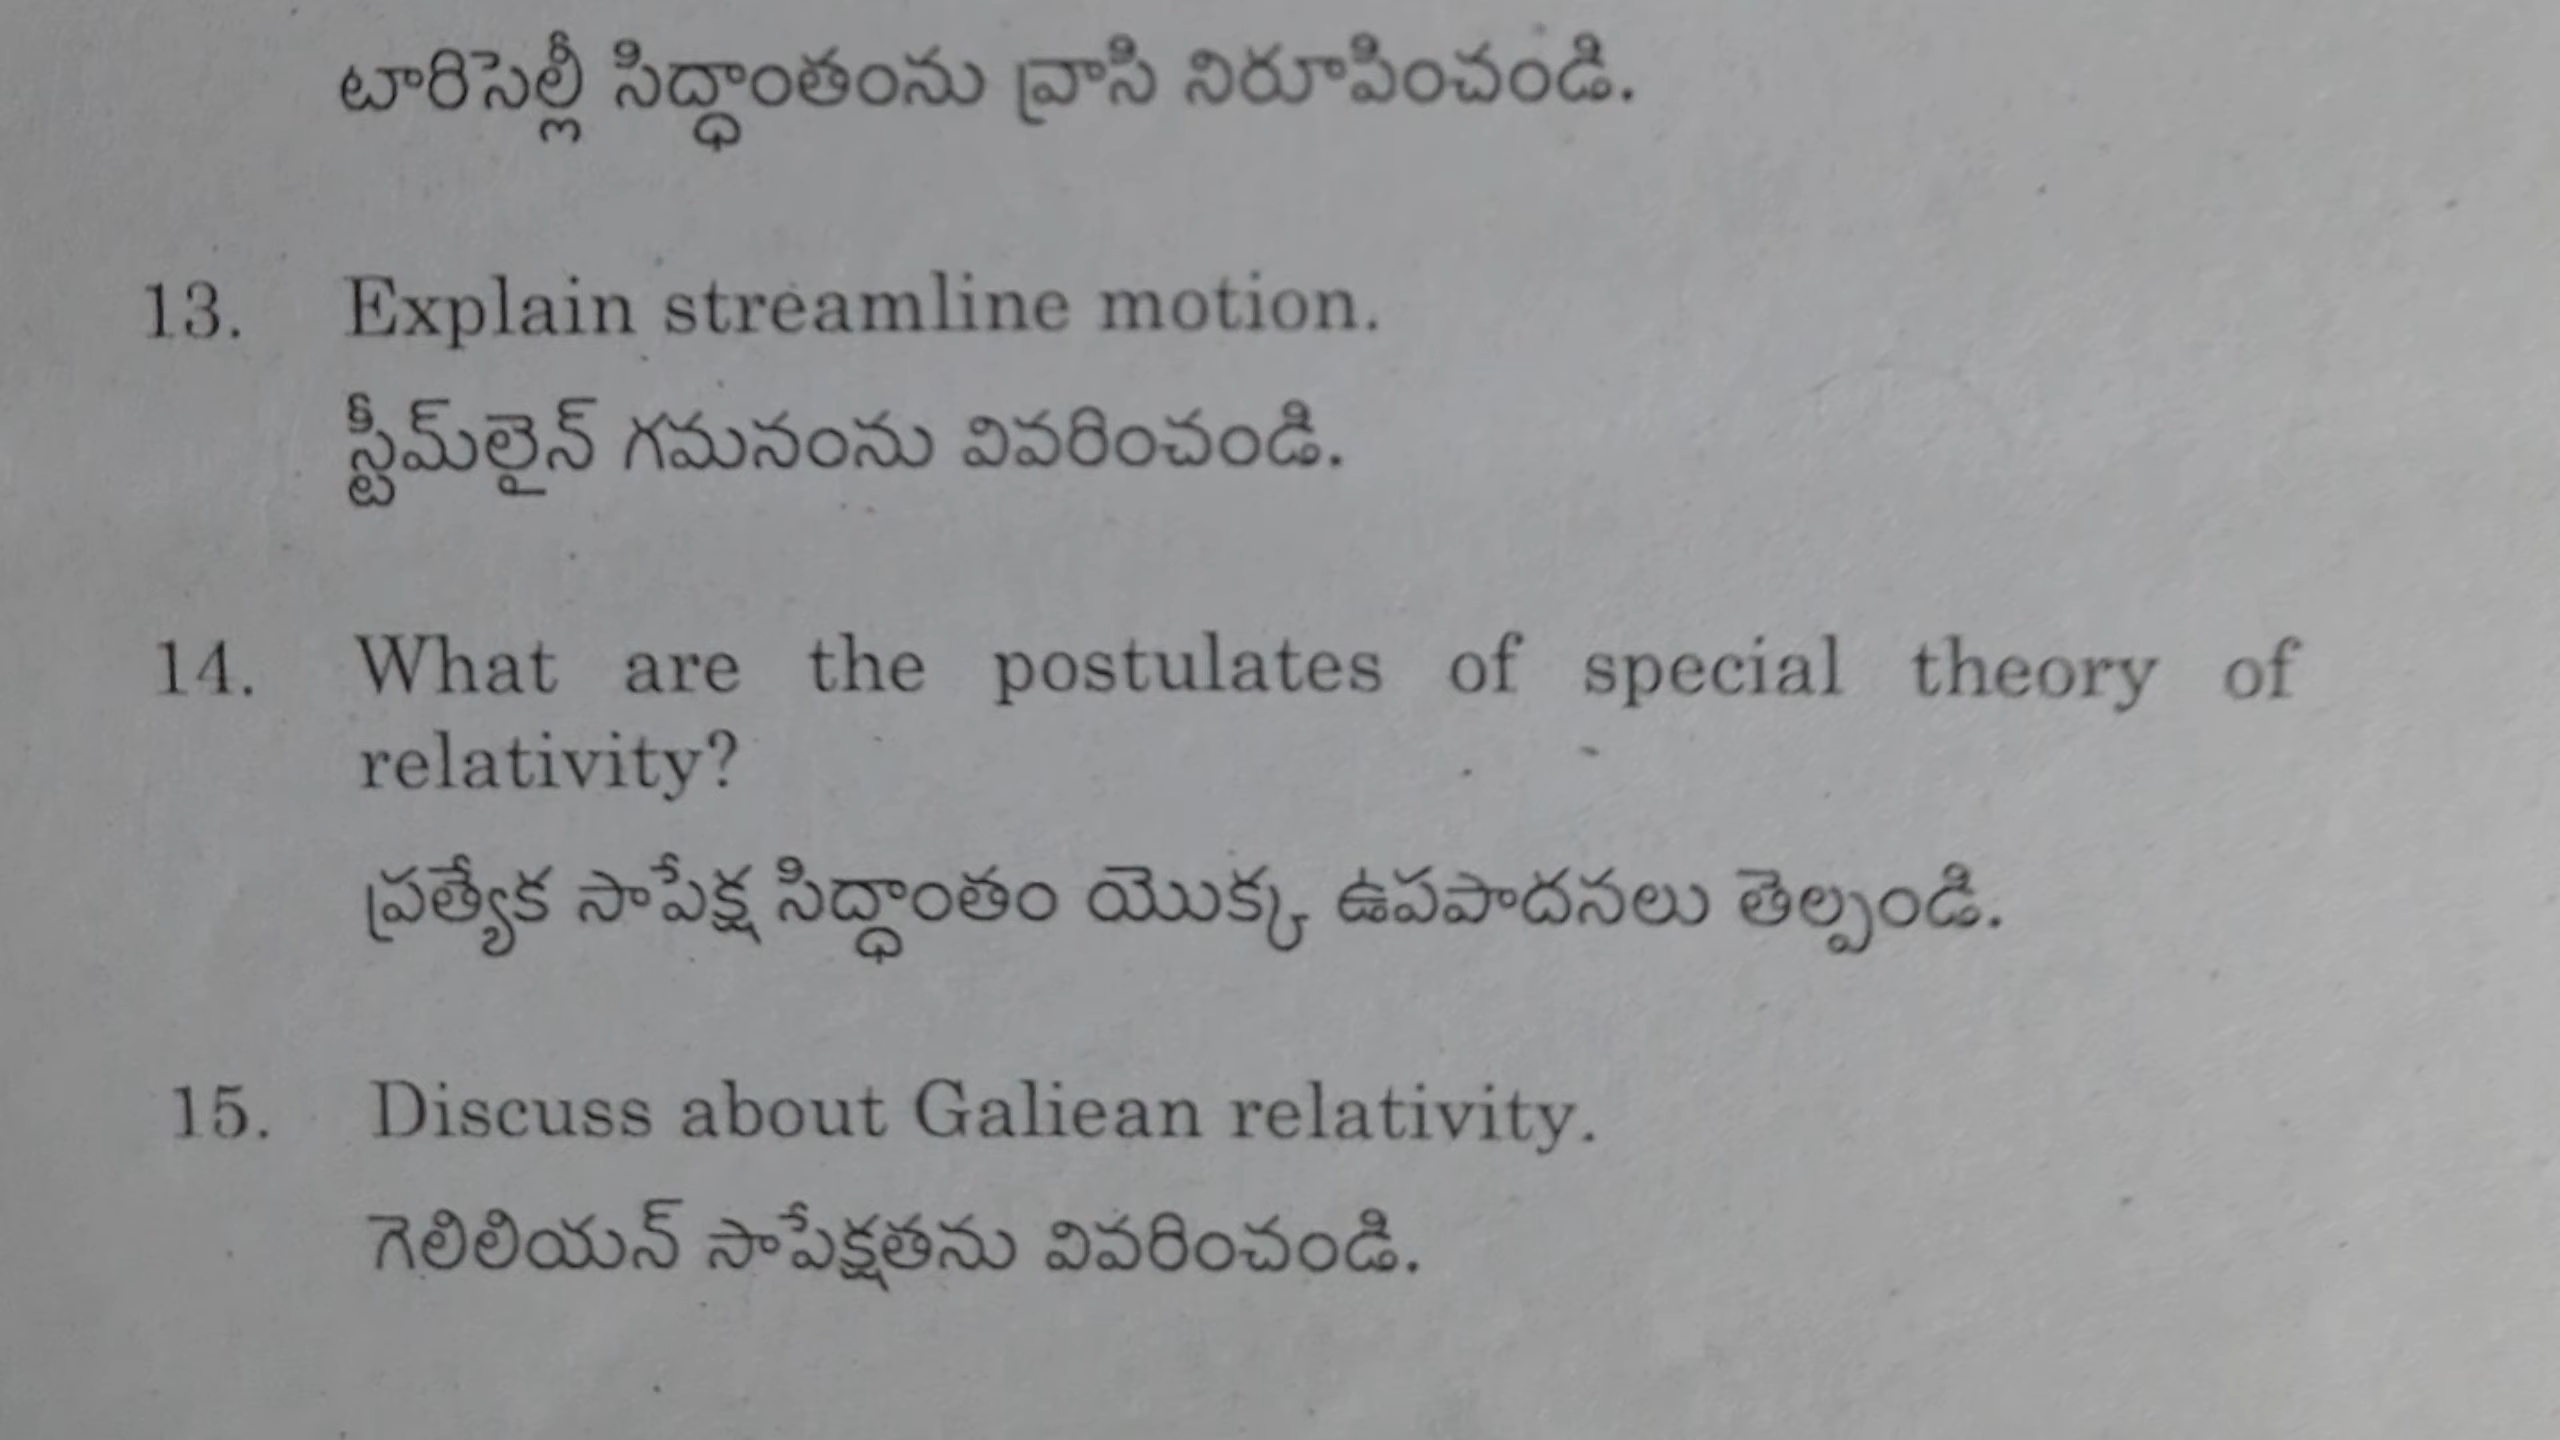 టారిసెల్లీ సిద్ధాంతంను వ్రాసి నిరూపించండి.
13. Explain streamline motion.
స్ట్రీమ్‌లైన్ గమనంను వివరించండి.
14. What are the postulates of special theory of
relativity?
ప్రత్యేక సాపేక్ష సిద్ధాంతం యొక్క ఉపపాదనలు తెల్పండి.
15. Discuss about Galiean relativity.
గెలిలియన్ సాపేక్షతను వివరించండి.